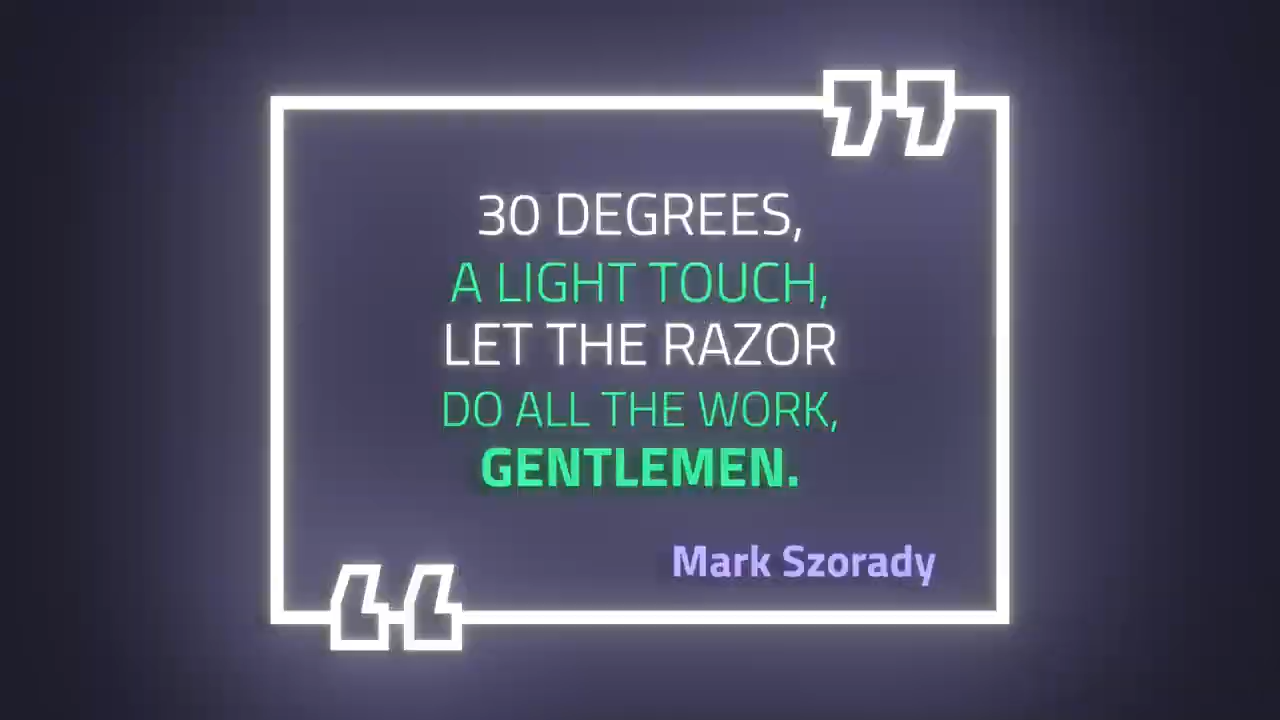 30 DEGREES,
A LIGHT TOUCH,
LET THE RAZOR
DO ALL THE WORK,
GENTLEMEN.
Mark Szorady